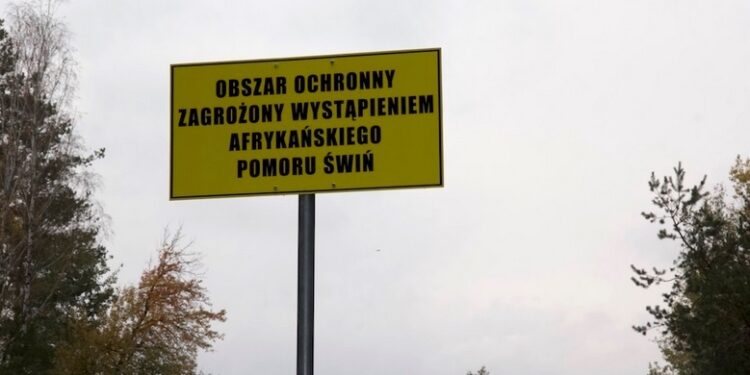 OBSZAR OCHRONNY
ZAGROŻONY WYSTĄPIENIEM
AFRYKAŃSKIEGO
POMORU ŚWIŃ